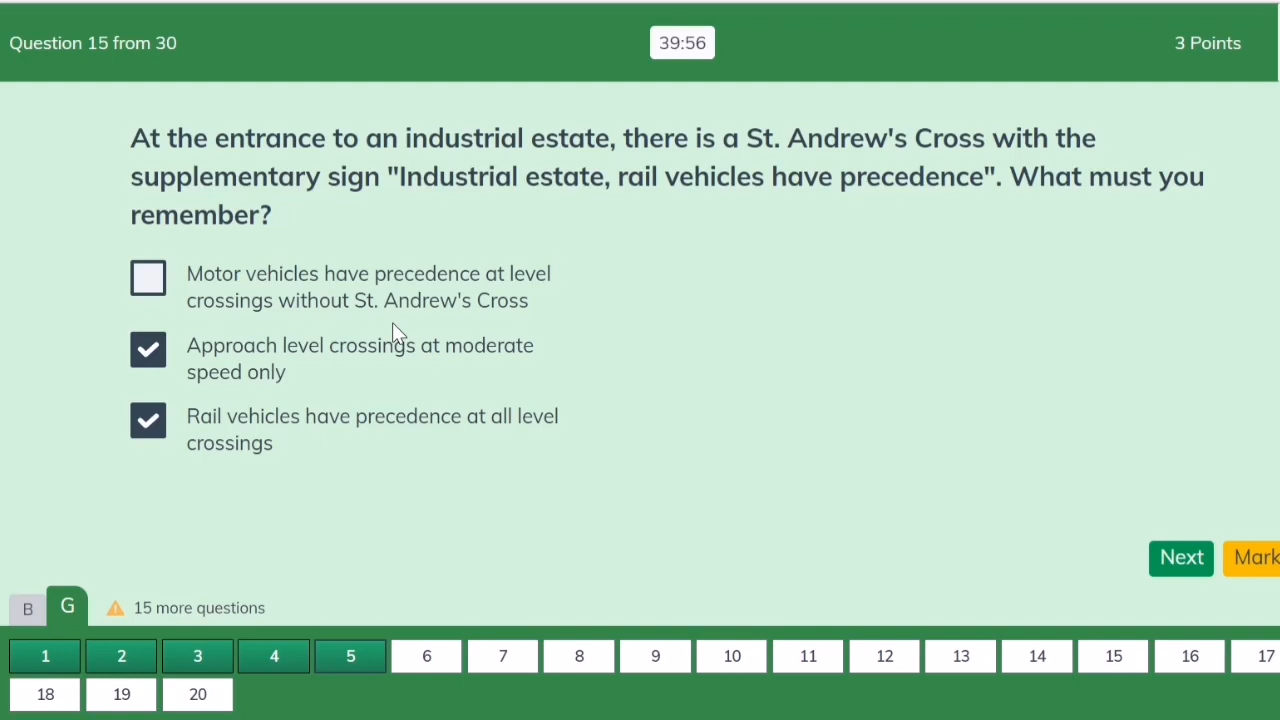 Question 15 from 30
39:56
3 Points
At the entrance to an industrial estate, there is a St. Andrew's Cross with the
supplementary sign "Industrial estate, rail vehicles have precedence". What must you
remember?
Motor vehicles have precedence at level
crossings without St. Andrew's Cross
Approach level crossings at moderate
speed only
Rail vehicles have precedence at all level
crossings
Next
Mark
B
G
15 more questions
1 2 3 4 5 6 7 8 9 10 11 12 13 14 15 16 17
18 19 20